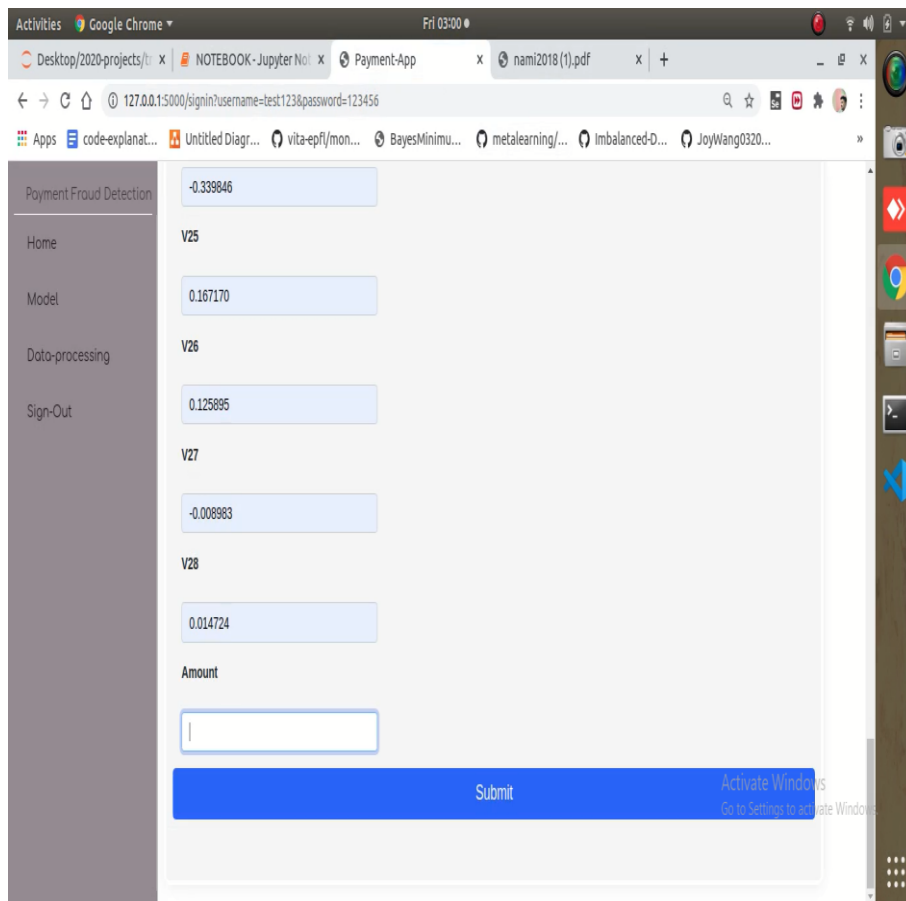 Activities Google Chrome ▾ Fri 03:00 ●
Desktop/2020-projects/tr x NOTEBOOK - Jupyter Not x Payment-App x nami2018 (1).pdf x +
127.0.0.1:5000/signin?username=test123&password=123456
Apps code-explanat... Untitled Diagr... vita-epfl/mon... BayesMinimu... metalearning/... Imbalanced-D... JoyWang0320... »
Payment Fraud Detection
Home
Model
Data-processing
Sign-Out
-0.339846
V25
0.167170
V26
0.125895
V27
-0.008983
V28
0.014724
Amount
Submit
Activate Windows
Go to Settings to activate Windows